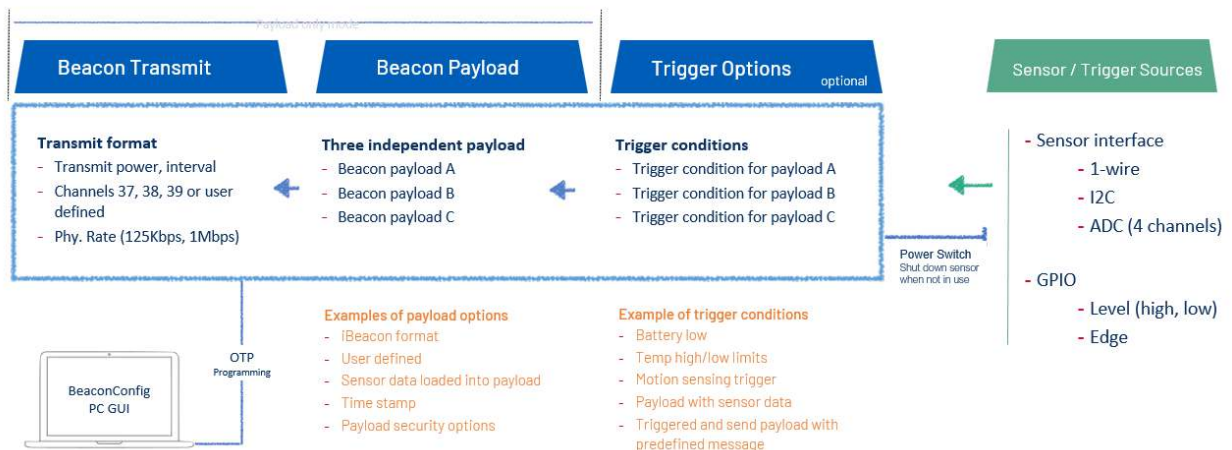 Payload only mode
Beacon Transmit
Beacon Payload
Trigger Options
optional
Sensor / Trigger Sources
Transmit format
- Transmit power, interval
- Channels 37, 38, 39 or user
defined
- Phy. Rate (125Kbps, 1Mbps)
Three independent payload
- Beacon payload A
- Beacon payload B
- Beacon payload C
Trigger conditions
- Trigger condition for payload A
- Trigger condition for payload B
- Trigger condition for payload C
- Sensor interface
- 1-wire
- I2C
- ADC (4 channels)
- GPIO
- Level (high, low)
- Edge
Power Switch
Shut down sensor
when not in use
OTP
Programming
BeaconConfig
PC GUI
Examples of payload options
- iBeacon format
- User defined
- Sensor data loaded into payload
- Time stamp
- Payload security options
Example of trigger conditions
- Battery low
- Temp high/low limits
- Motion sensing trigger
- Payload with sensor data
- Triggered and send payload with
predefined message